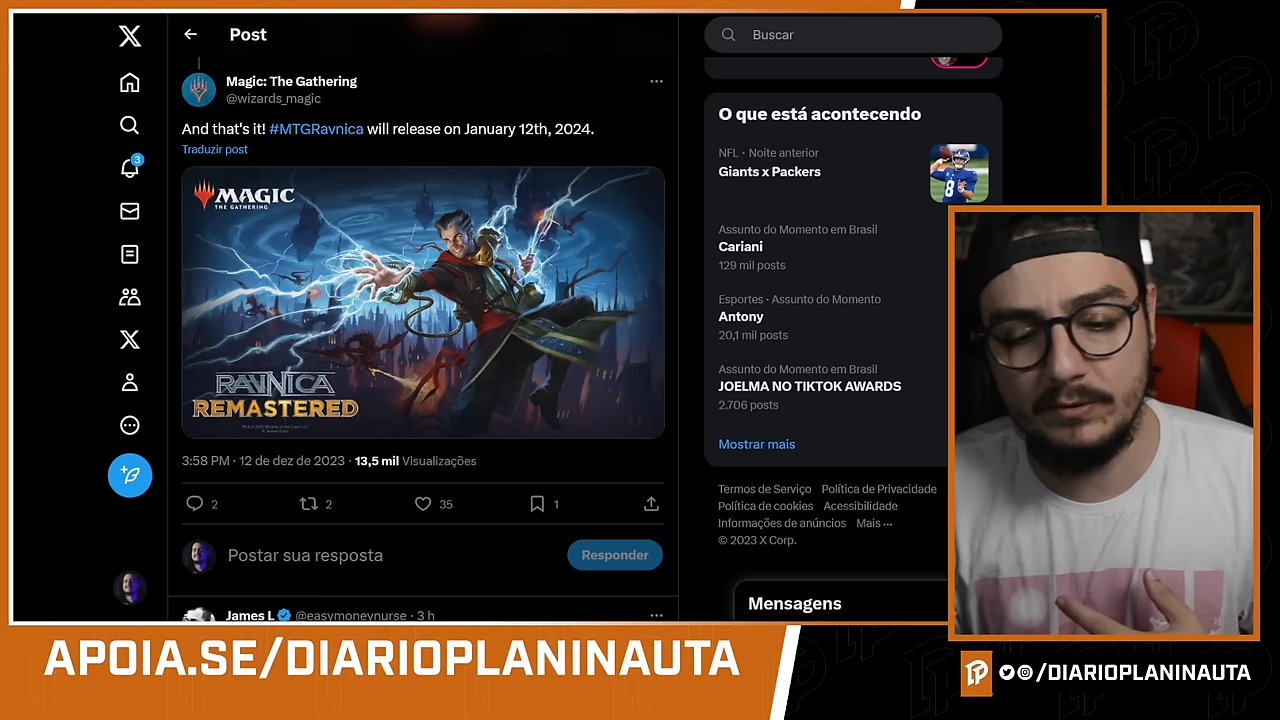 Post
Magic: The Gathering
@wizards_magic
And that's it! #MTGRavnica will release on January 12th, 2024.
Traduzir post
MAGIC
THE GATHERING
RAVNICA
REMASTERED
3:58 PM · 12 de dez de 2023 · 13,5 mil Visualizações
2
2
35
1
Postar sua resposta
Responder
James L @easymoneynurse · 3 h
3
Buscar
O que está acontecendo
NFL · Noite anterior
Giants x Packers
8
Assunto do Momento em Brasil
Cariani
129 mil posts
Esportes · Assunto do Momento
Antony
20,1 mil posts
Assunto do Momento em Brasil
JOELMA NO TIKTOK AWARDS
2.706 posts
Mostrar mais
Termos de Serviço Política de Privacidade
Política de cookies Acessibilidade
Informações de anúncios Mais ···
© 2023 X Corp.
Mensagens
APOIA.SE/DIARIOPLANINAUTA
/DIARIOPLANINAUTA